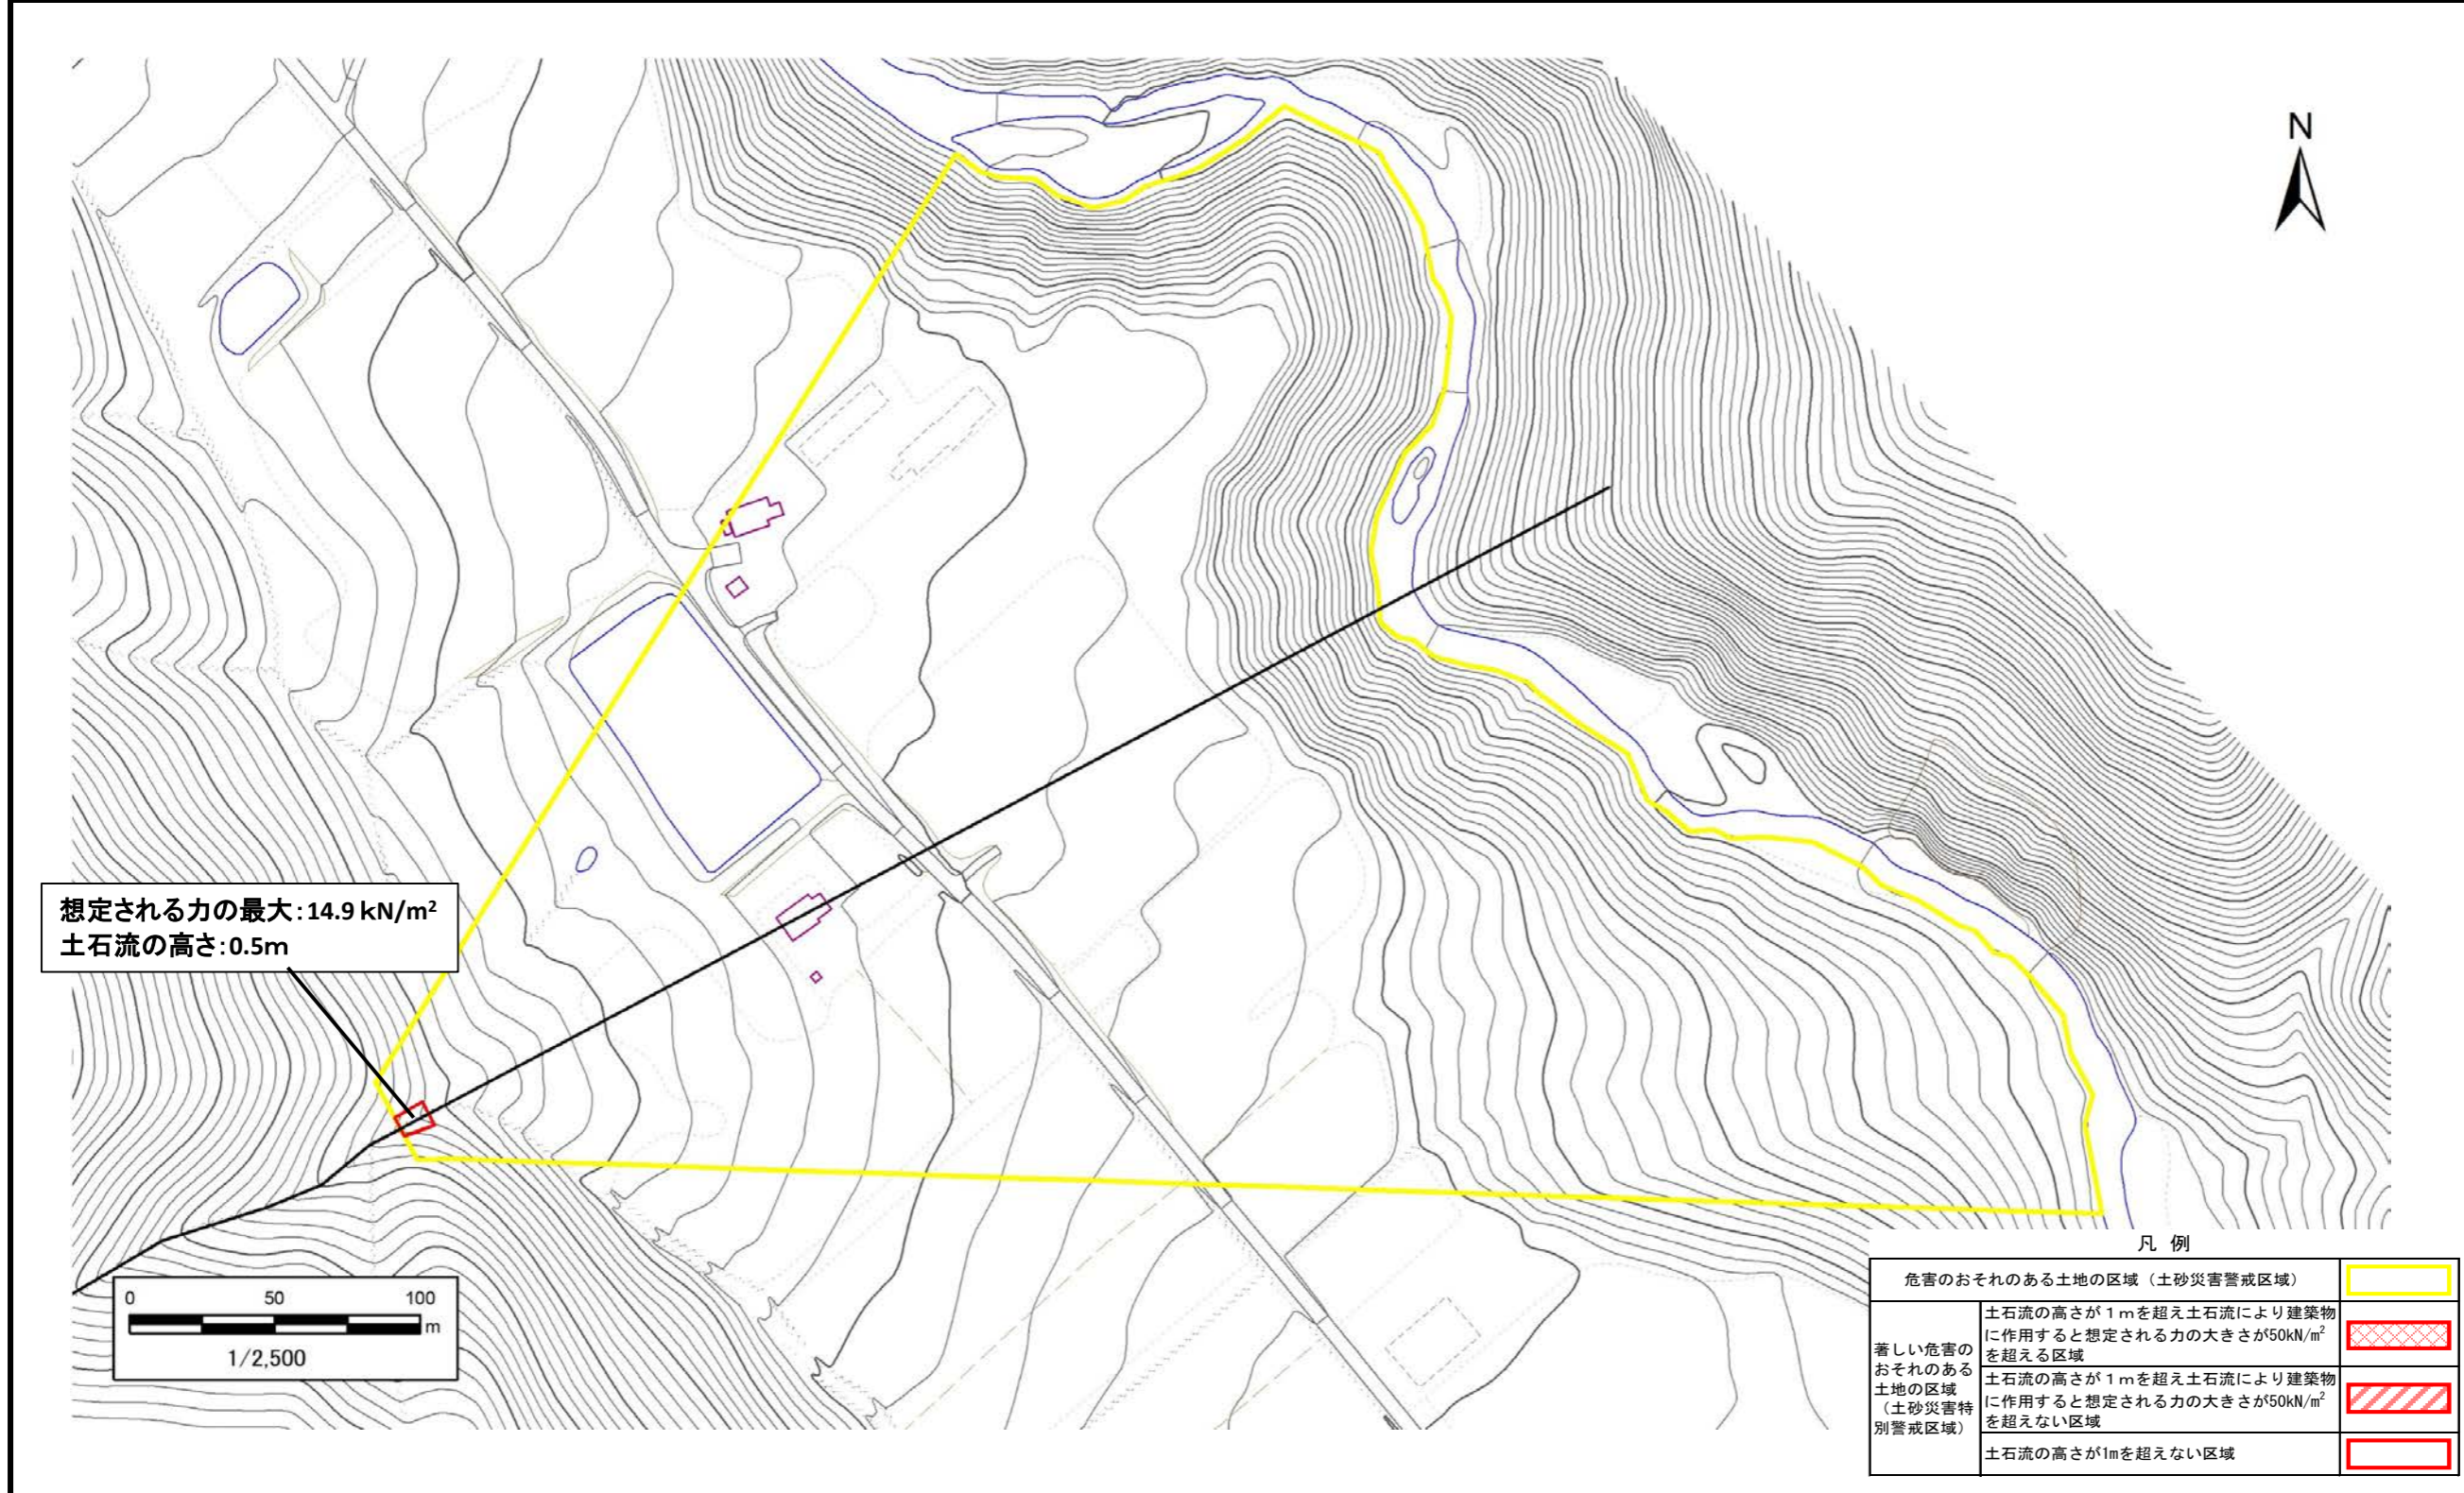 N
想定される力の最大:14.9kN/m²
土石流の高さ:0.5m
0 50 100
m
1/2,500
凡 例
危害のおそれのある土地の区域（土砂災害警戒区域）
著しい危害の
おそれのある
土地の区域
（土砂災害特
別警戒区域）
土石流の高さが１ｍを超え土石流により建築物
に作用すると想定される力の大きさが50kN/m²
を超える区域
土石流の高さが１ｍを超え土石流により建築物
に作用すると想定される力の大きさが50kN/m²
を超えない区域
土石流の高さが1mを超えない区域